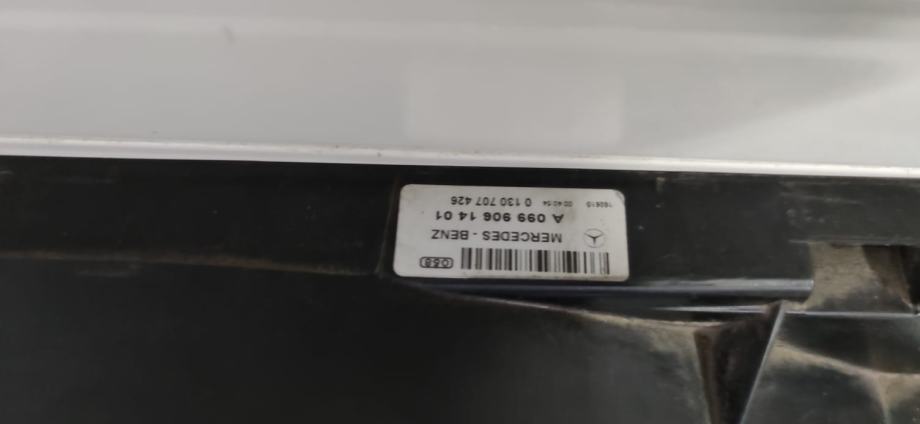 MERCEDES - BENZ
A 099 906 14 01
0 130 707 426